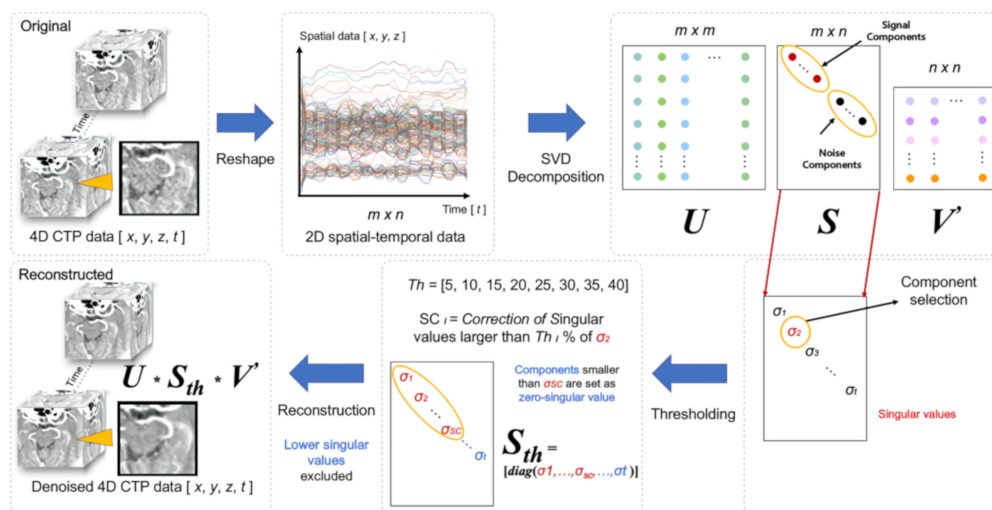 Original
Time
4D CTP data [ x, y, z, t ]
Reshape
Spatial data [ x, y, z ]
Time [ t ]
m x n
2D spatial-temporal data
SVD
Decomposition
m x m
...
U
m x n
Signal
Components
...
...
Noise
Components
S
n x n
...
V'
Component
selection
σ1
σ2
σ3
...
σt
Singular values
Thresholding
Th = [5, 10, 15, 20, 25, 30, 35, 40]
SC i = Correction of Singular
values larger than Th i % of σ2
σ1
σ2
...
σSC
...
σt
Components smaller
than σSC are set as
zero-singular value
Sth =
[diag(σ1,...,σsc,...,σt )]
Reconstruction
Lower singular
values
excluded
Reconstructed
Time
U * Sth * V'
Denoised 4D CTP data [ x, y, z, t ]